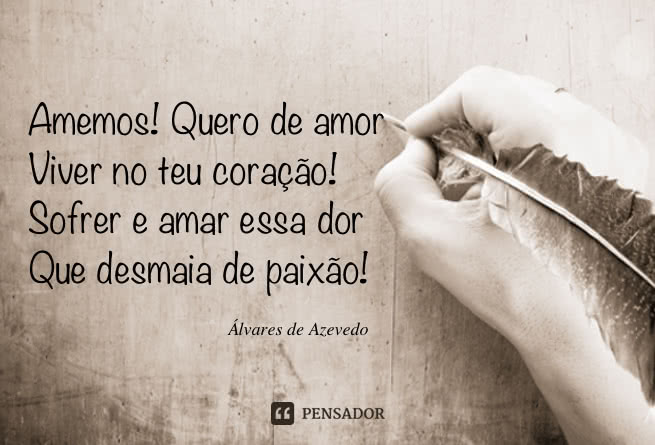 Amemos! Quero de amor
Viver no teu coração!
Sofrer e amar essa dor
Que desmaia de paixão!
Álvares de Azevedo
PENSADOR